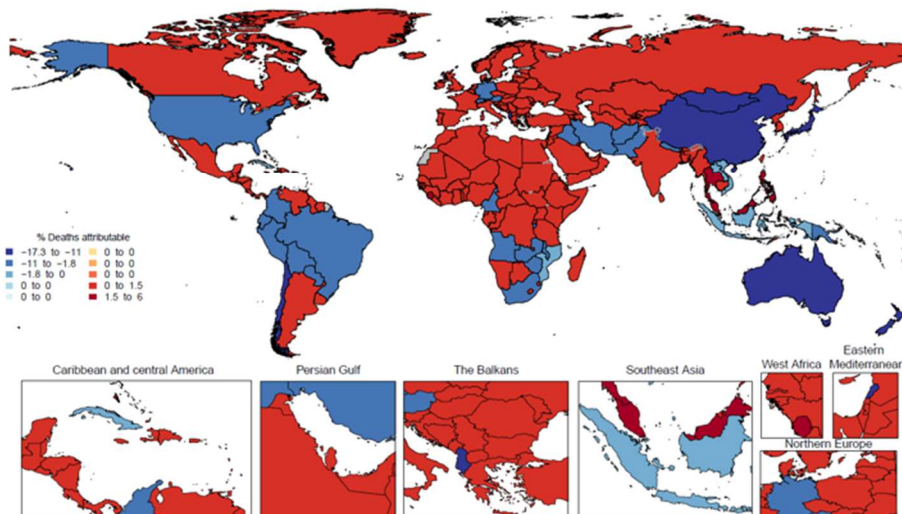 % Deaths attributable
−17.3 to −11
−11 to −1.8
−1.8 to 0
0 to 0
0 to 0
0 to 0
0 to 0
0 to 0
0 to 1.5
1.5 to 6
Caribbean and central America
Persian Gulf
The Balkans
Southeast Asia
West Africa
Eastern
Mediterranean
Northern Europe